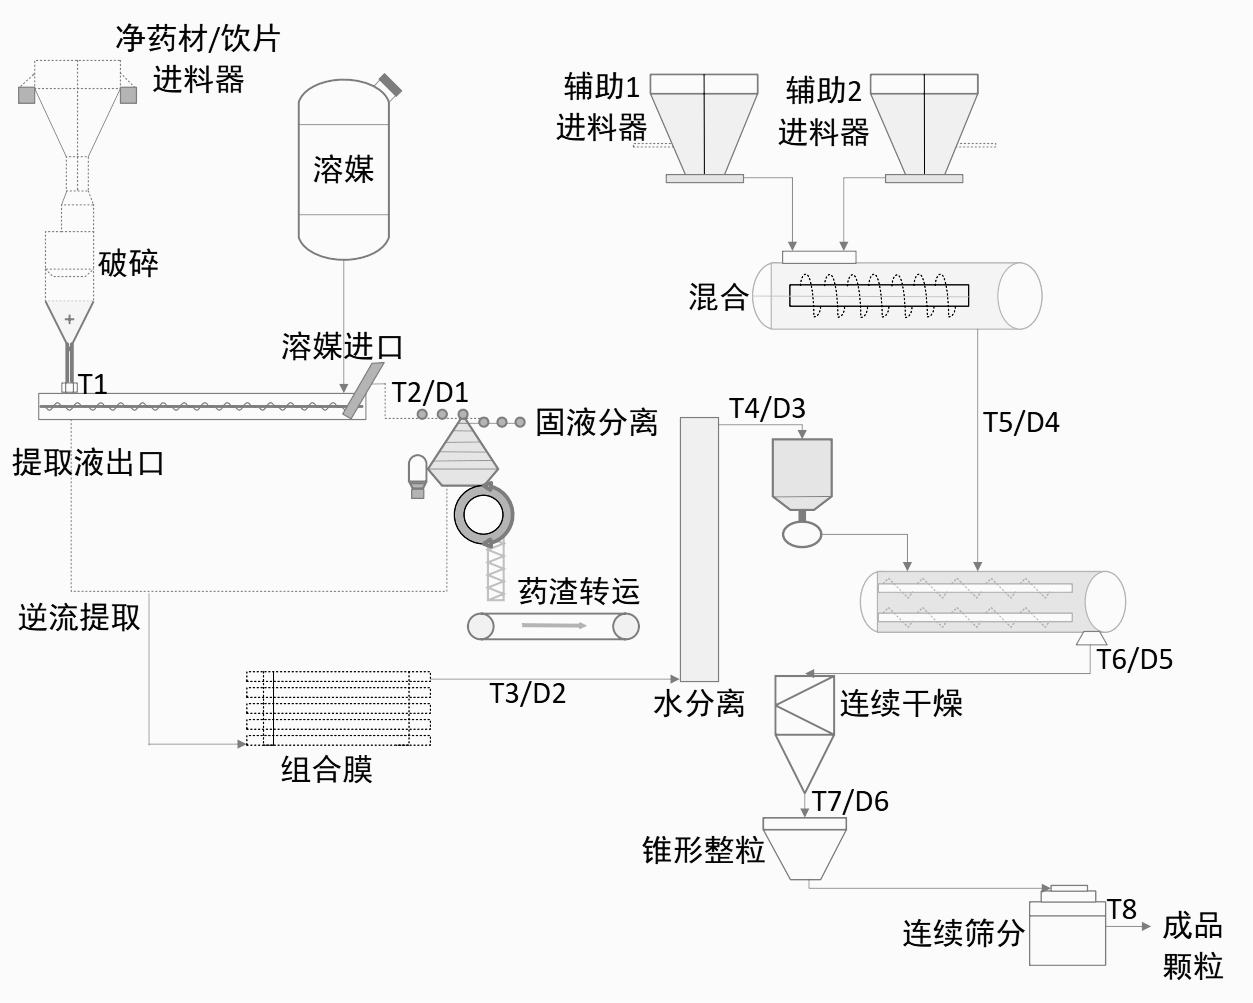 净药材/饮片
进料器
溶媒
辅助1
进料器
辅助2
进料器
破碎
混合
溶媒进口
T1
T2/D1
固液分离
T4/D3
T5/D4
提取液出口
药渣转运
逆流提取
T3/D2
水分离
T6/D5
连续干燥
组合膜
T7/D6
锥形整粒
T8
连续筛分
成品
颗粒